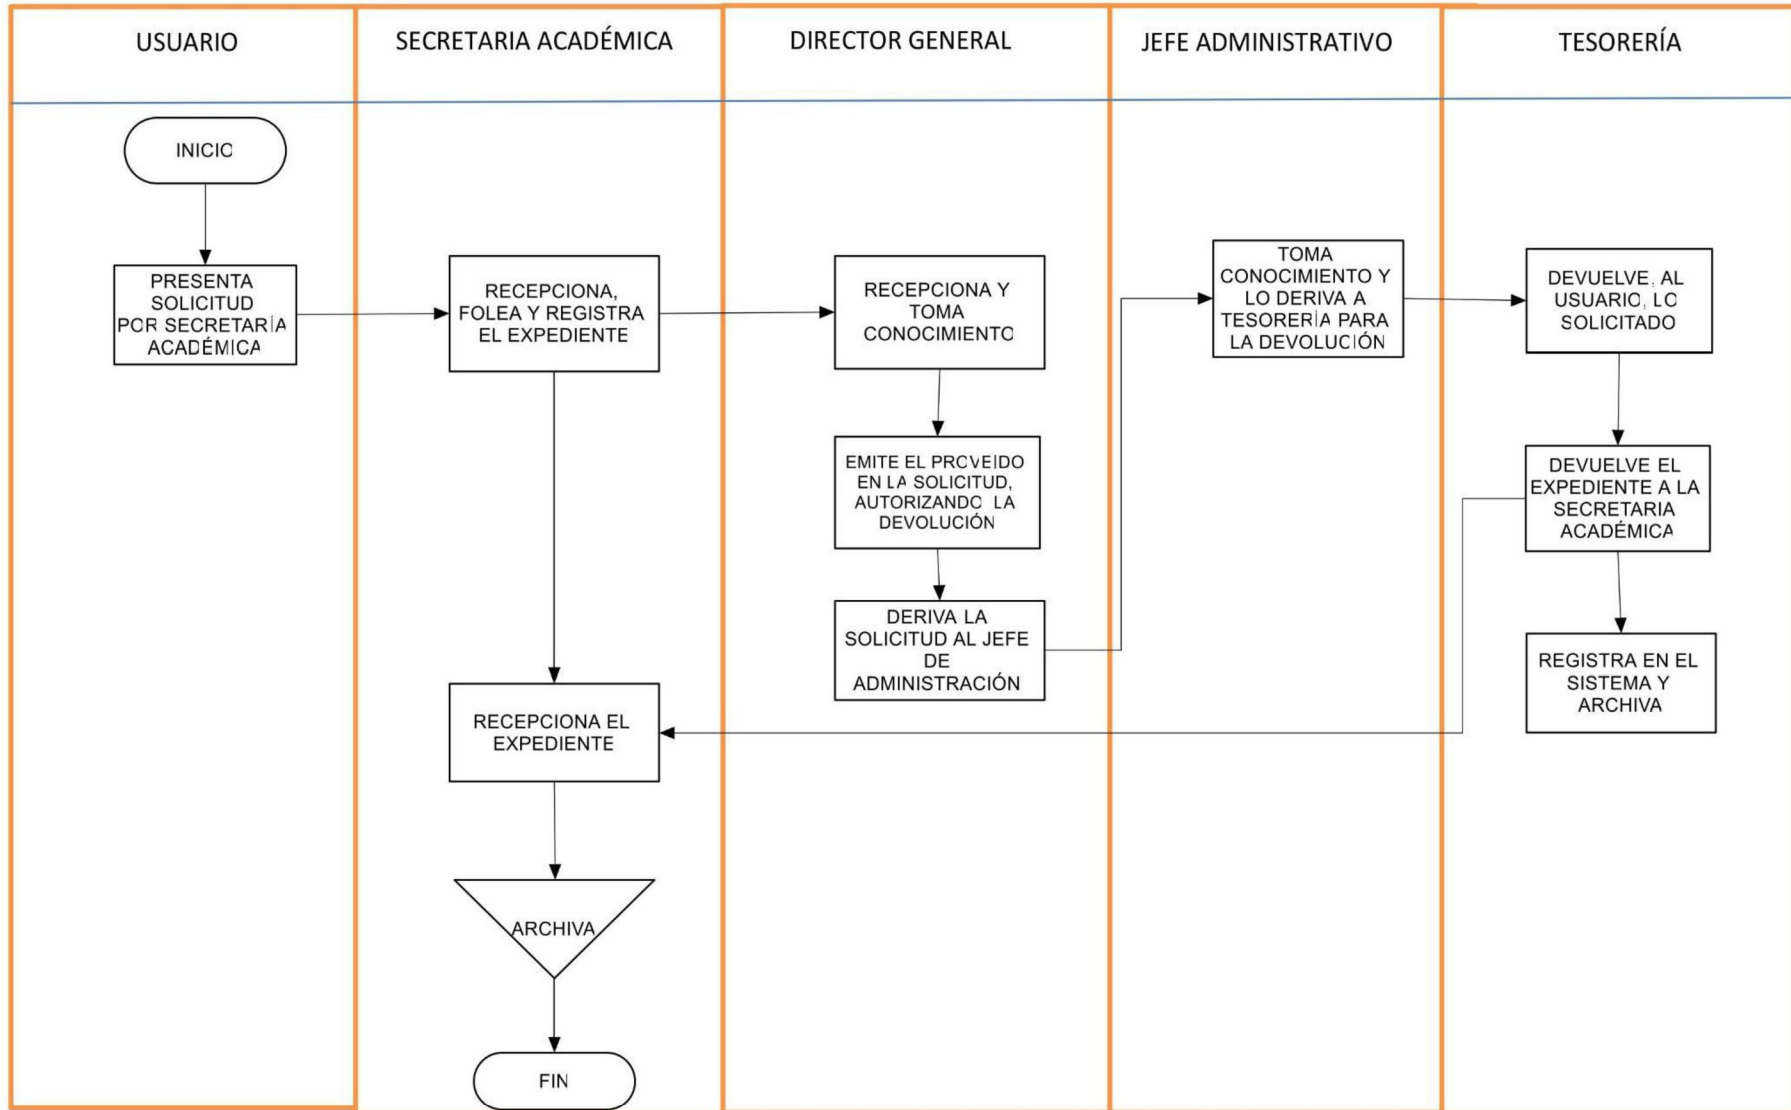 USUARIO
SECRETARIA ACADÉMICA
DIRECTOR GENERAL
JEFE ADMINISTRATIVO
TESORERÍA
INICIO
PRESENTA
SOLICITUD
POR SECRETARÍA
ACADÉMICA
RECEPCIONA,
FOLEA Y REGISTRA
EL EXPEDIENTE
RECEPCIONA Y
TOMA
CONOCIMIENTO
EMITE EL PROVEIDO
EN LA SOLICITUD,
AUTORIZANDO LA
DEVOLUCIÓN
DERIVA LA
SOLICITUD AL JEFE
DE
ADMINISTRACIÓN
TOMA
CONOCIMIENTO Y
LO DERIVA A
TESORERÍA PARA
LA DEVOLUCIÓN
DEVUELVE, AL
USUARIO, LO
SOLICITADO
DEVUELVE EL
EXPEDIENTE A LA
SECRETARIA
ACADÉMICA
REGISTRA EN EL
SISTEMA Y
ARCHIVA
RECEPCIONA EL
EXPEDIENTE
ARCHIVA
FIN